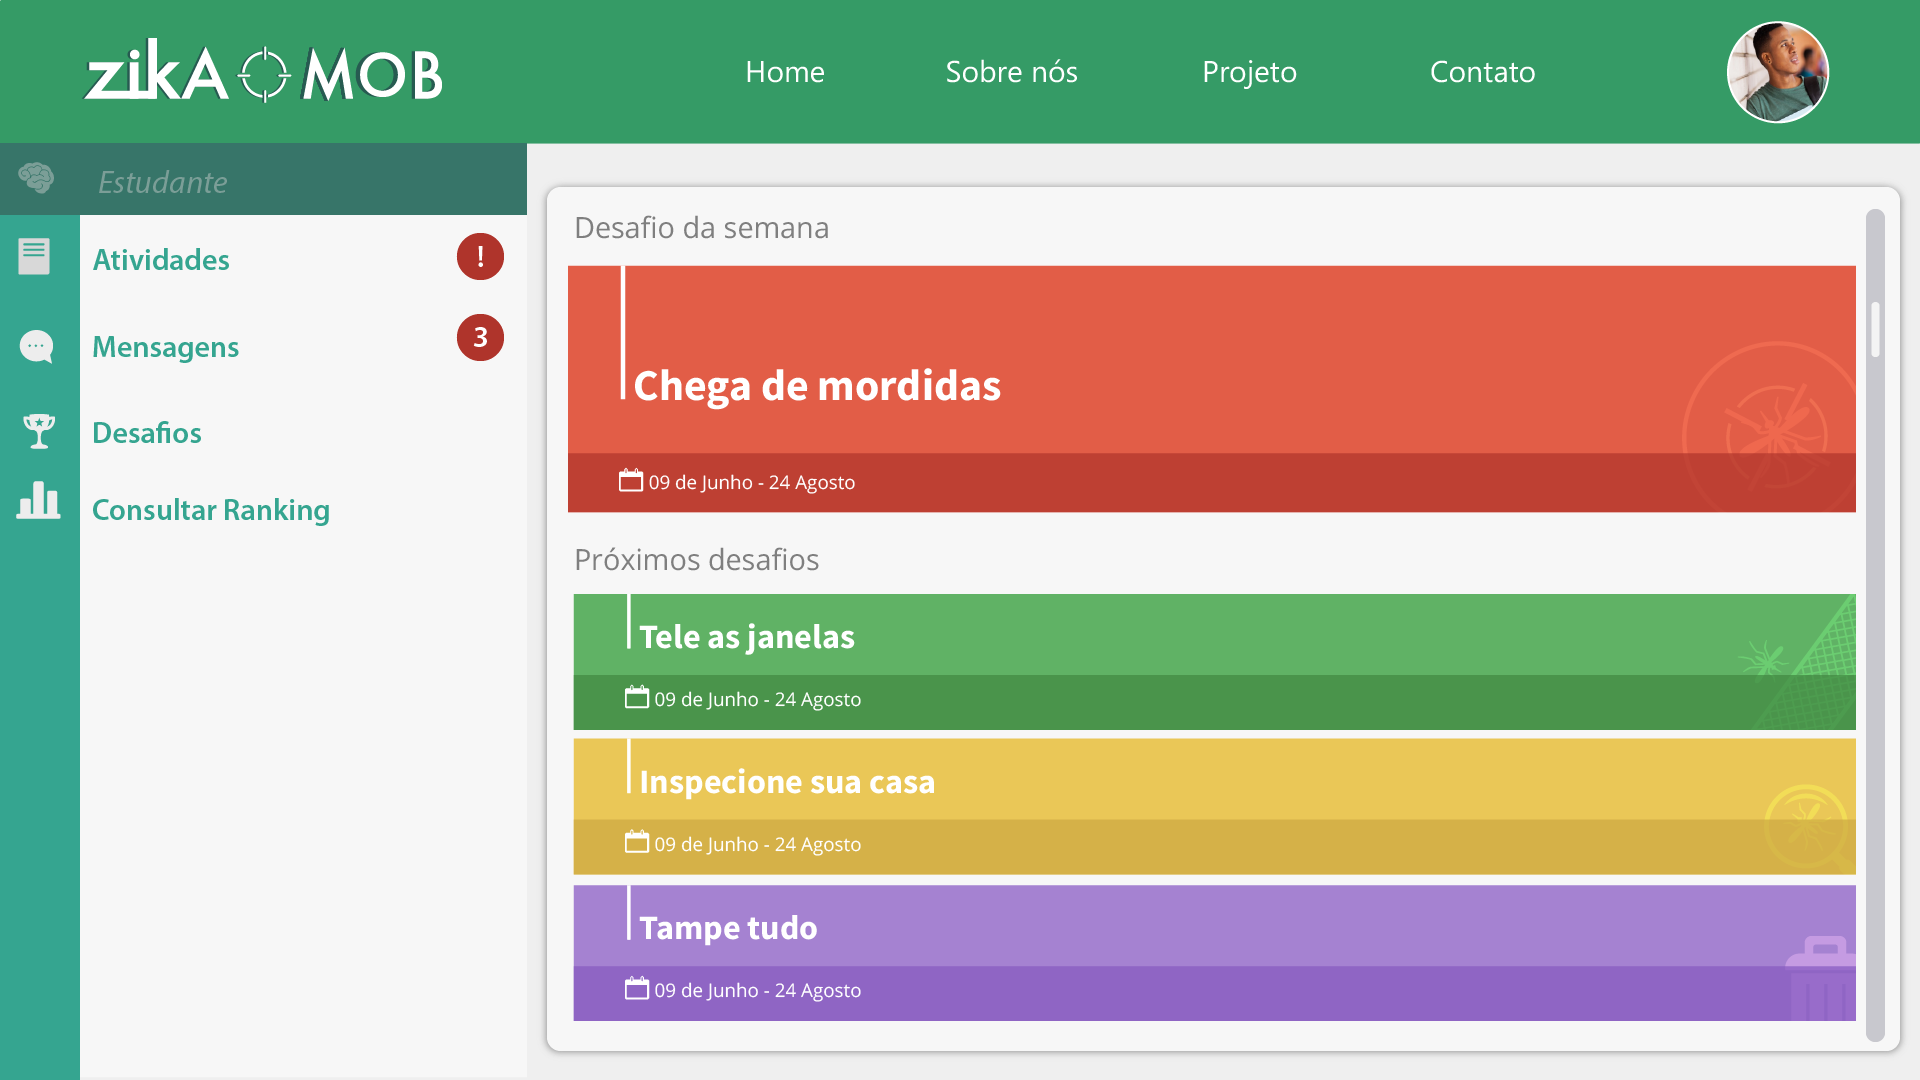 zikA MOB
Home Sobre nós Projeto Contato
Estudante
Atividades !
Mensagens 3
Desafios
Consultar Ranking
Desafio da semana
Chega de mordidas
09 de Junho - 24 Agosto
Próximos desafios
Tele as janelas
09 de Junho - 24 Agosto
Inspecione sua casa
09 de Junho - 24 Agosto
Tampe tudo
09 de Junho - 24 Agosto